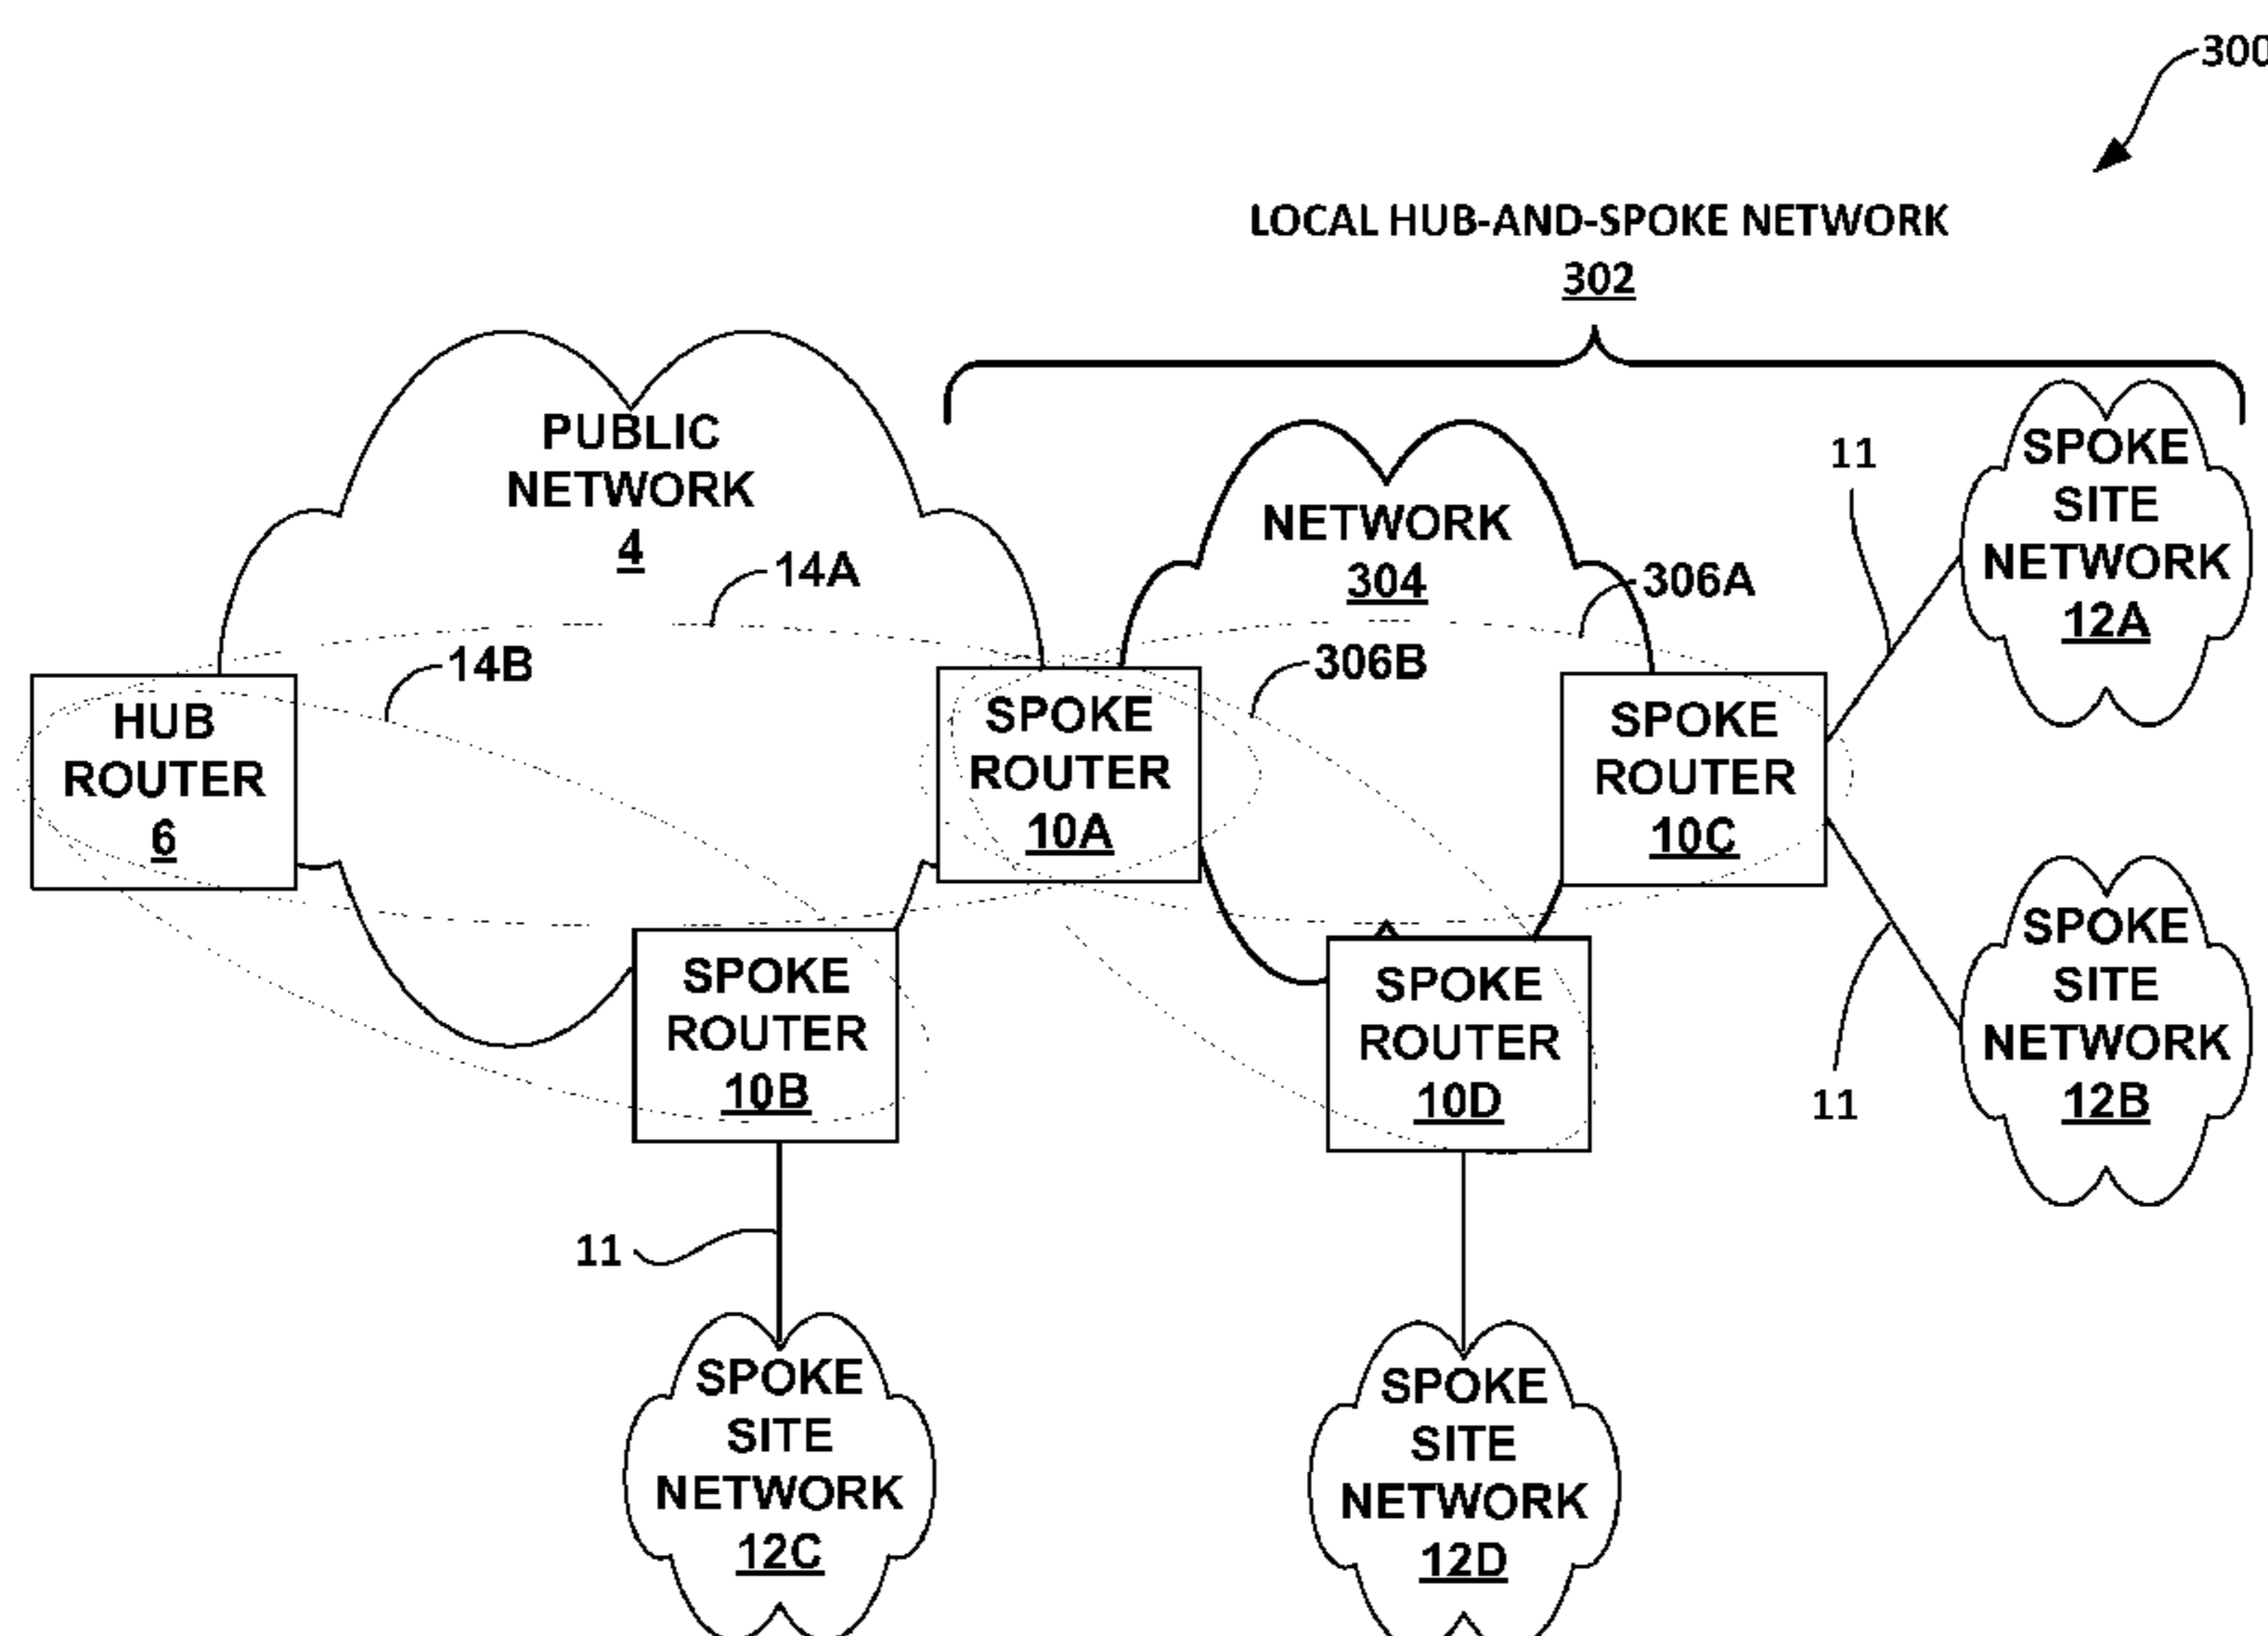 300
LOCAL HUB-AND-SPOKE NETWORK
302
PUBLIC
NETWORK
4
14A
14B
NETWORK
304
306A
306B
11
SPOKE
SITE
NETWORK
12A
HUB
ROUTER
6
SPOKE
ROUTER
10A
SPOKE
ROUTER
10C
SPOKE
ROUTER
10B
SPOKE
ROUTER
10D
11
SPOKE
SITE
NETWORK
12B
11
SPOKE
SITE
NETWORK
12C
SPOKE
SITE
NETWORK
12D